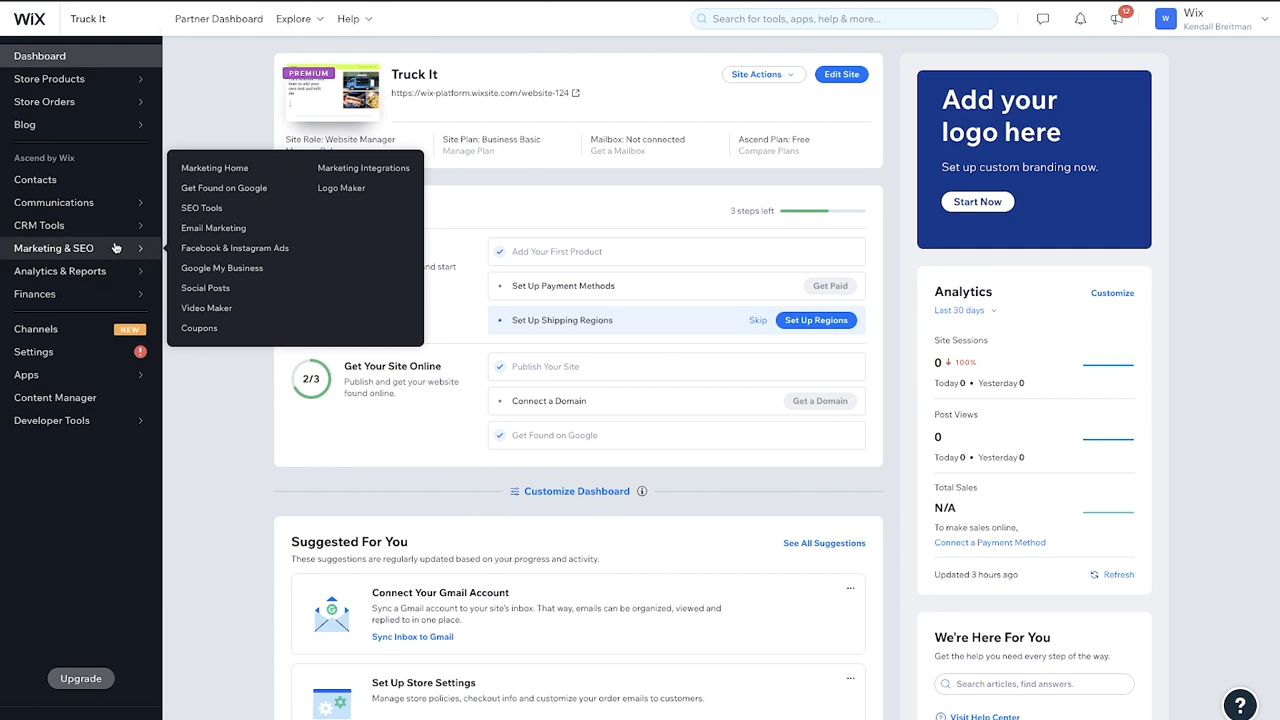 WiX
Truck It
Partner Dashboard
Explore
Help
Search for tools, apps, help & more...
12
W
Wix
Kendall Breitman
Dashboard
Store Products
Store Orders
Blog
Ascend by Wix
Contacts
Communications
CRM Tools
Marketing & SEO
Analytics & Reports
Finances
Channels
NEW
Settings
Apps
Content Manager
Developer Tools
Upgrade
Marketing Home
Get Found on Google
SEO Tools
Email Marketing
Facebook & Instagram Ads
Google My Business
Social Posts
Video Maker
Coupons
Marketing Integrations
Logo Maker
PREMIUM
Truck It
https://wix-platform.wixsite.com/website-124
Site Actions
Edit Site
Site Role: Website Manager
Site Plan: Business Basic
Manage Plan
Mailbox: Not connected
Get a Mailbox
Ascend Plan: Free
Compare Plans
3 steps left
and start
Add Your First Product
Set Up Payment Methods
Get Paid
Set Up Shipping Regions
Skip
Set Up Regions
2/3
Get Your Site Online
Publish and get your website
found online.
Publish Your Site
Connect a Domain
Get a Domain
Get Found on Google
Customize Dashboard
Suggested For You
See All Suggestions
These suggestions are regularly updated based on your progress and activity.
Connect Your Gmail Account
Sync a Gmail account to your site's inbox. That way, emails can be organized, viewed and
replied to in one place.
Sync Inbox to Gmail
Set Up Store Settings
Manage store policies, checkout info and customize your order emails to customers.
Add your
logo here
Set up custom branding now.
Start Now
Analytics
Customize
Last 30 days
Site Sessions
0 ↓ 100%
Today 0 • Yesterday 0
Post Views
0
Today 0 • Yesterday 0
Total Sales
N/A
To make sales online,
Connect a Payment Method
Updated 3 hours ago
Refresh
We're Here For You
Get the help you need every step of the way.
Search articles, find answers.
Visit Help Center
?